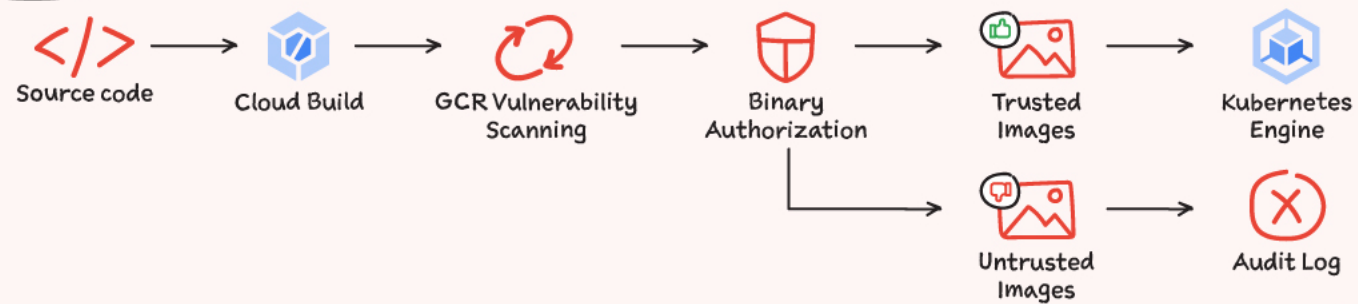 Source code
Cloud Build
GCR Vulnerability
Scanning
Binary
Authorization
Trusted
Images
Kubernetes
Engine
Untrusted
Images
Audit Log